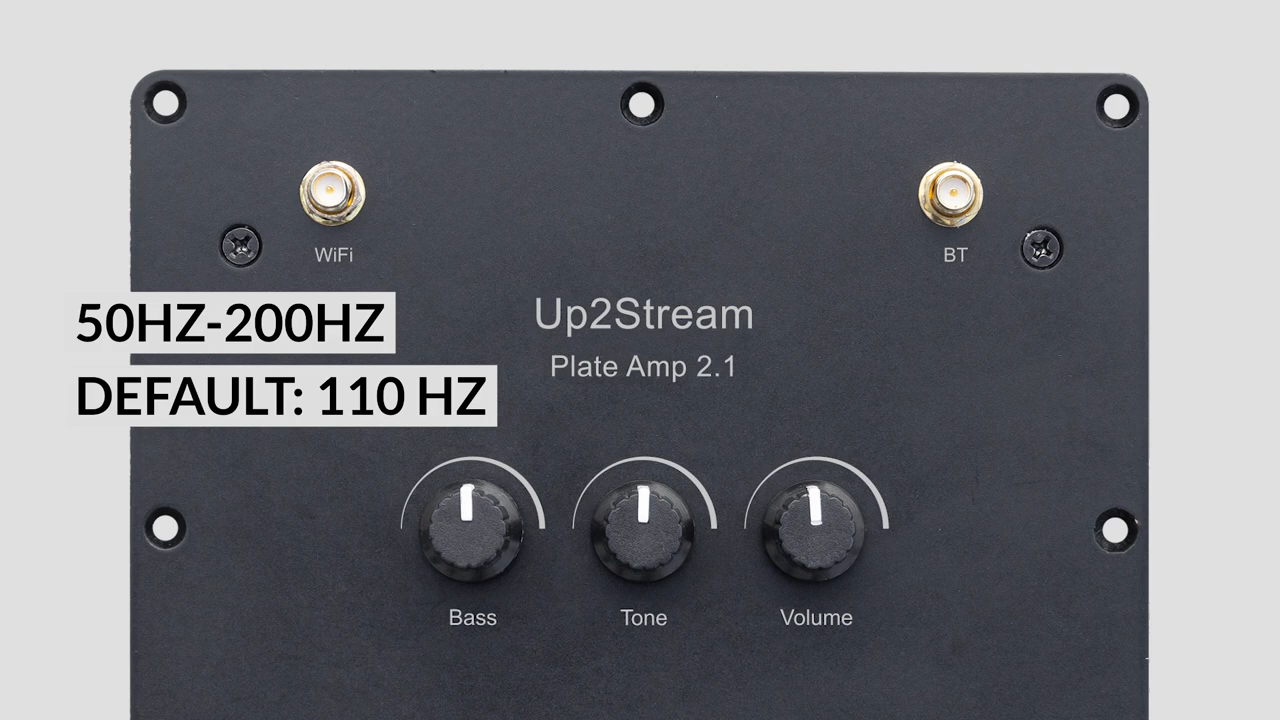 WiFi
BT
50HZ-200HZ
Up2Stream
DEFAULT: 110 HZ
Plate Amp 2.1
Bass
Tone
Volume